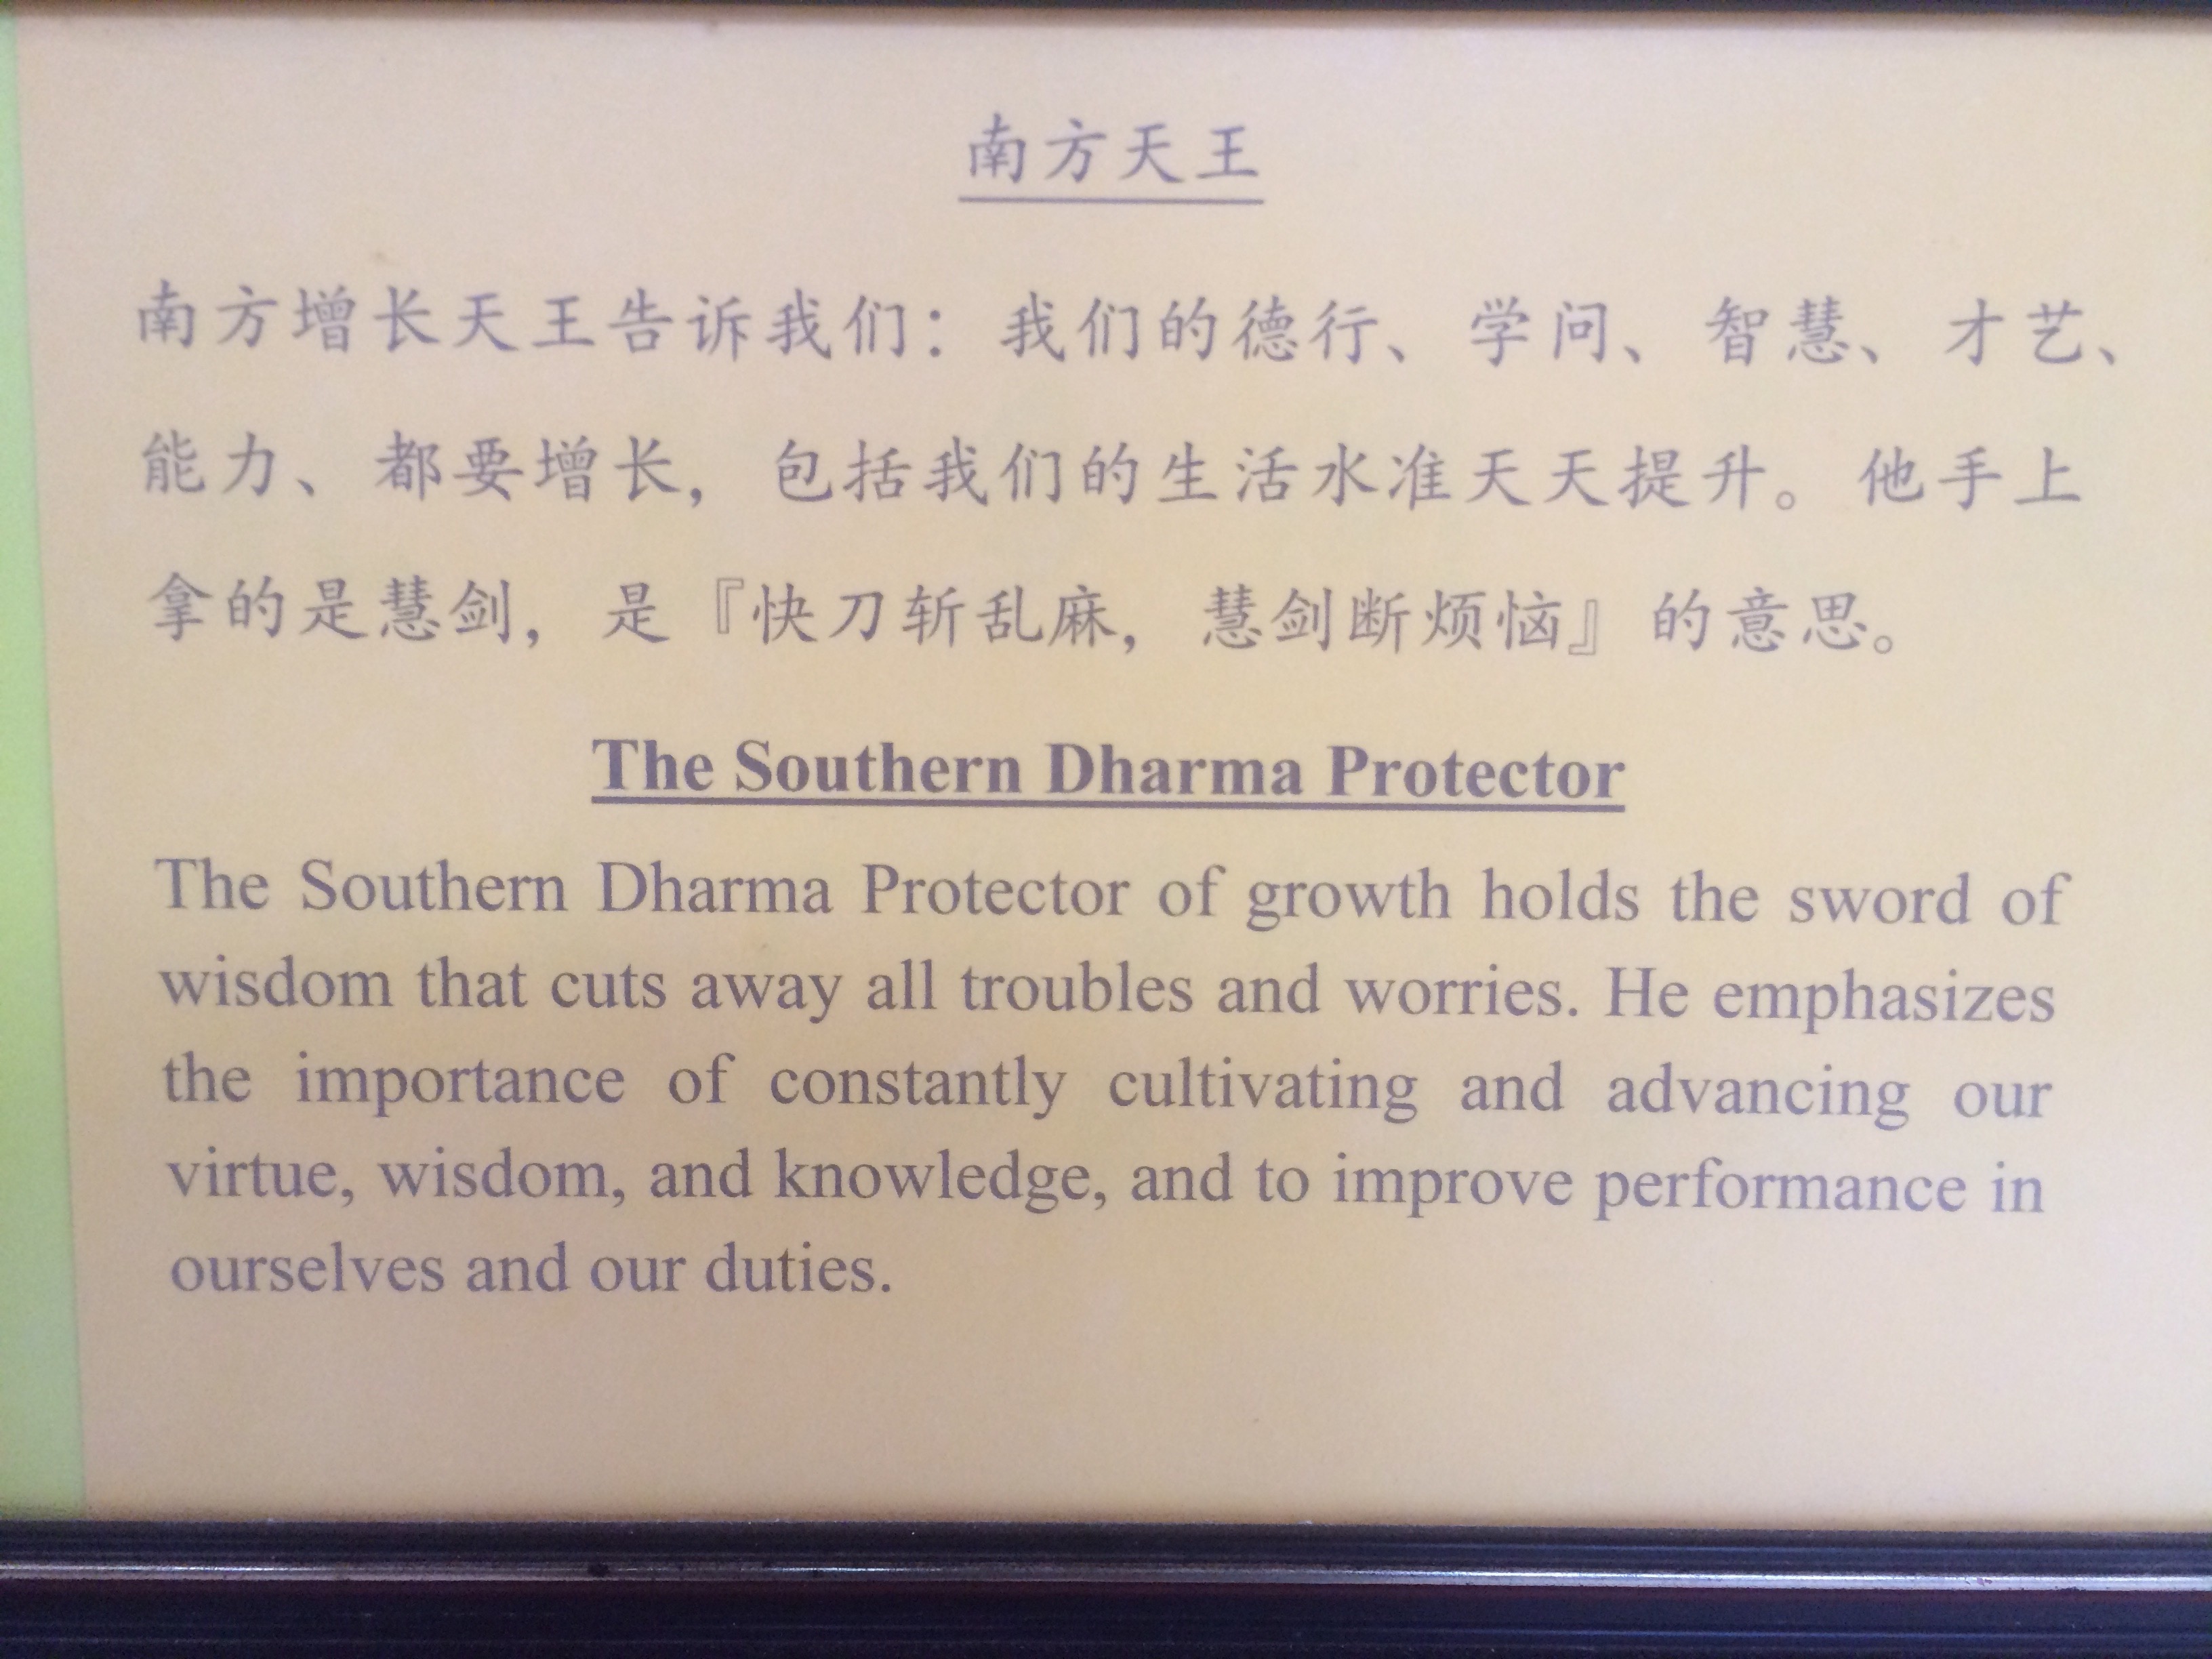 南方天王
南方增长天王告诉我们：我们的德行、学问、智慧、才艺、
能力、都要增长，包括我们的生活水准天天提升。他手上
拿的是慧剑，是『快刀斩乱麻，慧剑断烦恼』的意思。
The Southern Dharma Protector
The Southern Dharma Protector of growth holds the sword of
wisdom that cuts away all troubles and worries. He emphasizes
the importance of constantly cultivating and advancing our
virtue, wisdom, and knowledge, and to improve performance in
ourselves and our duties.